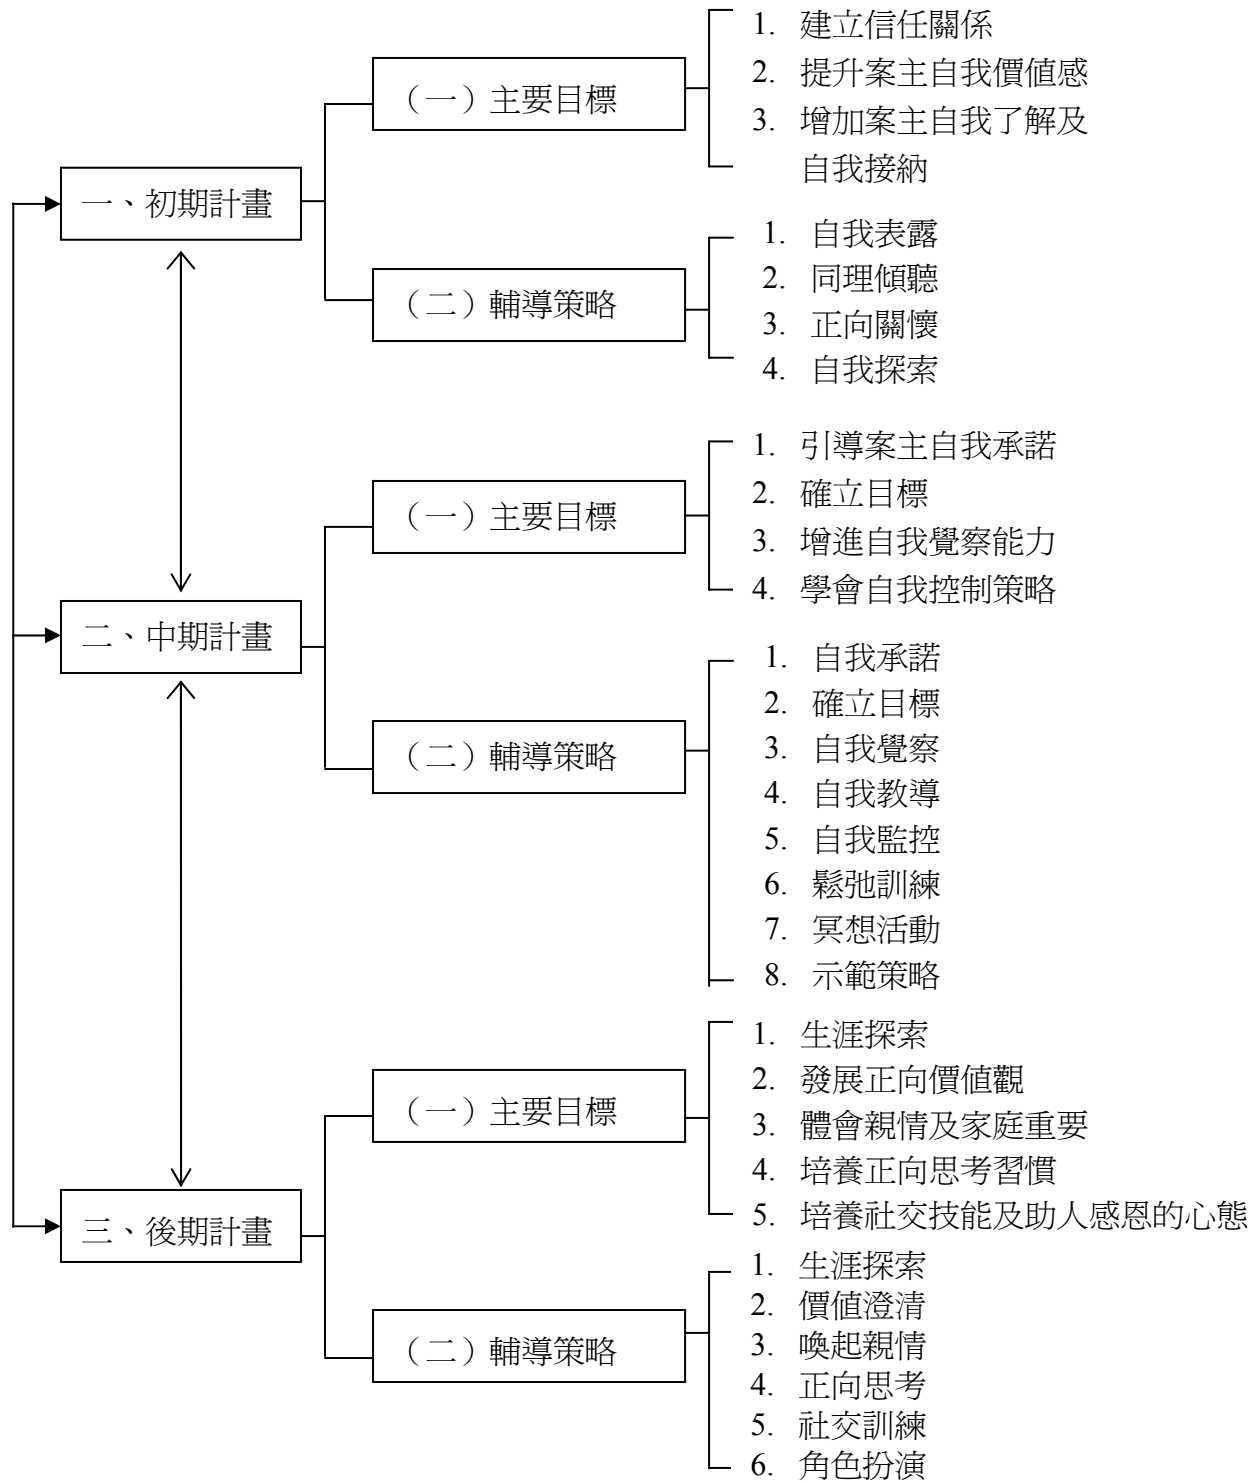 一、初期計畫
（一）主要目標
1. 建立信任關係
2. 提升案主自我價值感
3. 增加案主自我了解及
自我接納
（二）輔導策略
1. 自我表露
2. 同理傾聽
3. 正向關懷
4. 自我探索
二、中期計畫
（一）主要目標
1. 引導案主自我承諾
2. 確立目標
3. 增進自我覺察能力
4. 學會自我控制策略
（二）輔導策略
1. 自我承諾
2. 確立目標
3. 自我覺察
4. 自我教導
5. 自我監控
6. 鬆弛訓練
7. 冥想活動
8. 示範策略
三、後期計畫
（一）主要目標
1. 生涯探索
2. 發展正向價值觀
3. 體會親情及家庭重要
4. 培養正向思考習慣
5. 培養社交技能及助人感恩的心態
（二）輔導策略
1. 生涯探索
2. 價值澄清
3. 喚起親情
4. 正向思考
5. 社交訓練
6. 角色扮演